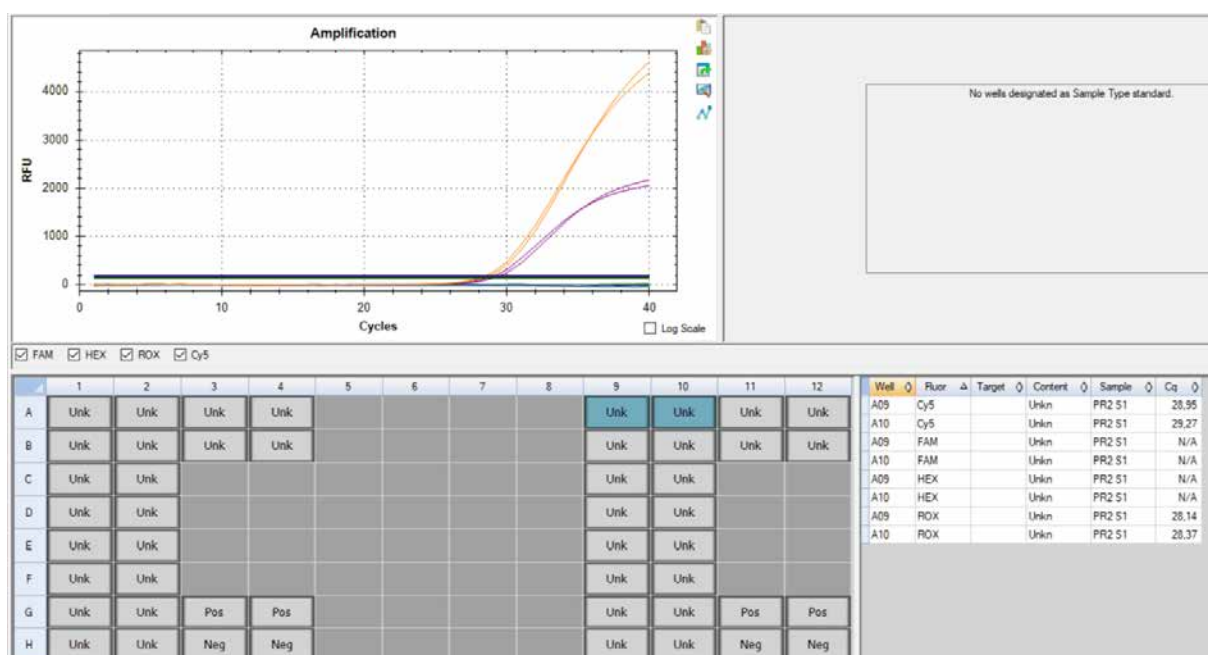 Amplification
No wells designated as Sample Type standard.
4000
3000
2000
1000
0
RFU
0 10 20 30 40
Cycles
Log Scale
FAM HEX ROX Cy5
1 2 3 4 5 6 7 8 9 10 11 12
A Unk Unk Unk Unk Unk Unk Unk Unk
B Unk Unk Unk Unk Unk Unk Unk Unk
C Unk Unk Unk Unk
D Unk Unk Unk Unk
E Unk Unk Unk Unk
F Unk Unk Unk Unk
G Unk Unk Pos Pos Unk Unk Pos Pos
H Unk Unk Neg Neg Unk Unk Neg Neg
Well Fluor Target Content Sample Cq
A09 Cy5 Unkn PR2 S1 28,95
A10 Cy5 Unkn PR2 S1 29,27
A09 FAM Unkn PR2 S1 N/A
A10 FAM Unkn PR2 S1 N/A
A09 HEX Unkn PR2 S1 N/A
A10 HEX Unkn PR2 S1 N/A
A09 ROX Unkn PR2 S1 28,14
A10 ROX Unkn PR2 S1 28,37